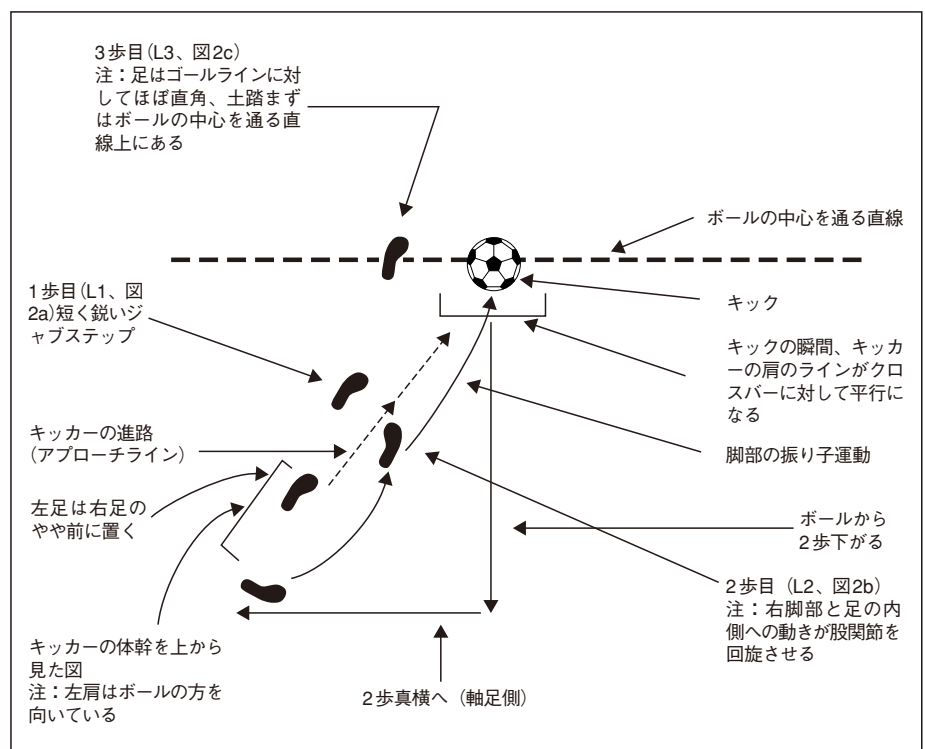 3歩目（L3、図2c）
注：足はゴールラインに対
してほぼ直角、土踏まず
はボールの中心を通る直
線上にある
ボールの中心を通る直線
1歩目（L1、図
2a）短く鋭いジ
ャブステップ
キック
キックの瞬間、キッカ
ーの肩のラインがクロ
スバーに対して平行に
なる
キッカーの進路
（アプローチライン）
脚部の振り子運動
左足は右足の
やや前に置く
ボールから
2歩下がる
2歩目（L2、図2b）
注：右脚部と足の内
側への動きが股関節を
回旋させる
キッカーの体幹を上から
見た図
注：左肩はボールの方を
向いている
2歩真横へ（軸足側）